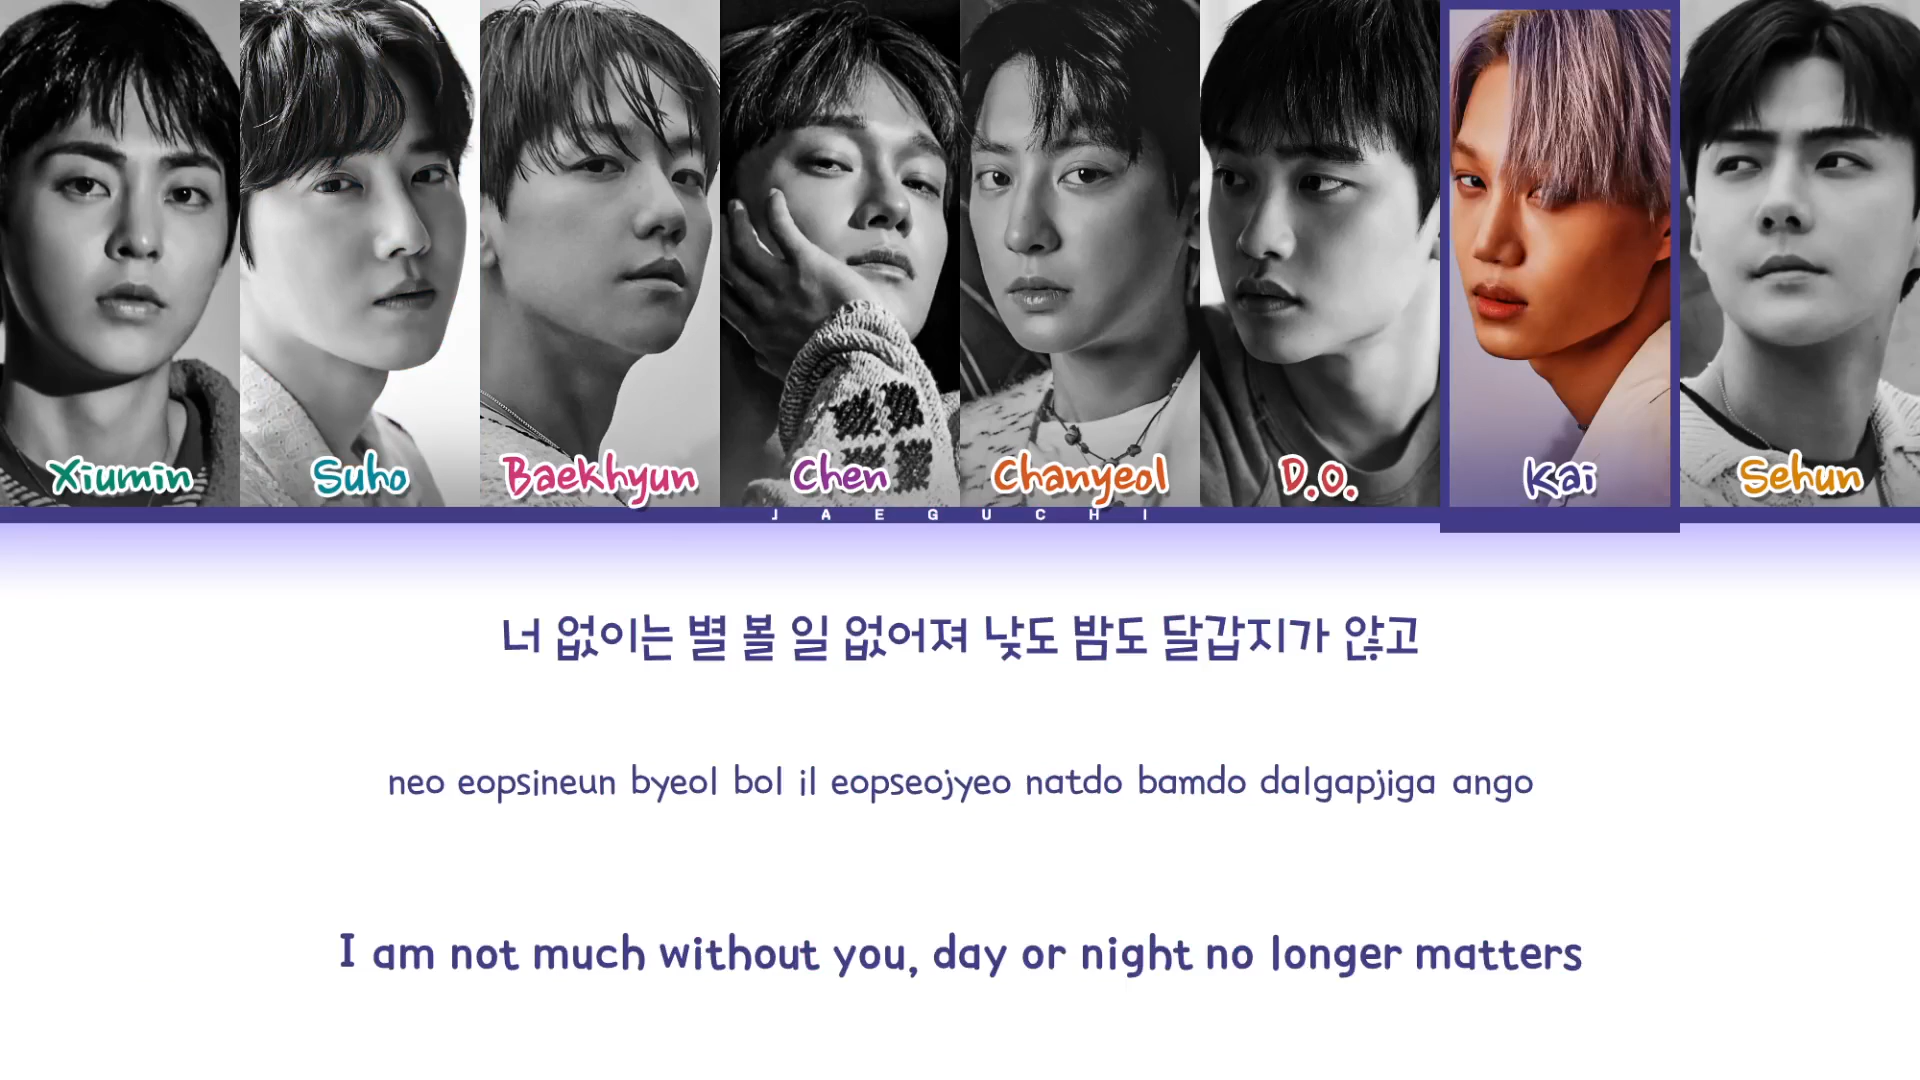 Xiumin Suho Baekhyun Chen Chanyeol D.O. Kai Sehun
JAEGUCHI
너 없이는 별 볼 일 없어져 낮도 밤도 달갑지가 않고
neo eopsineun byeol bol il eopseojyeo natdo bamdo dalgapjiga ango
I am not much without you, day or night no longer matters